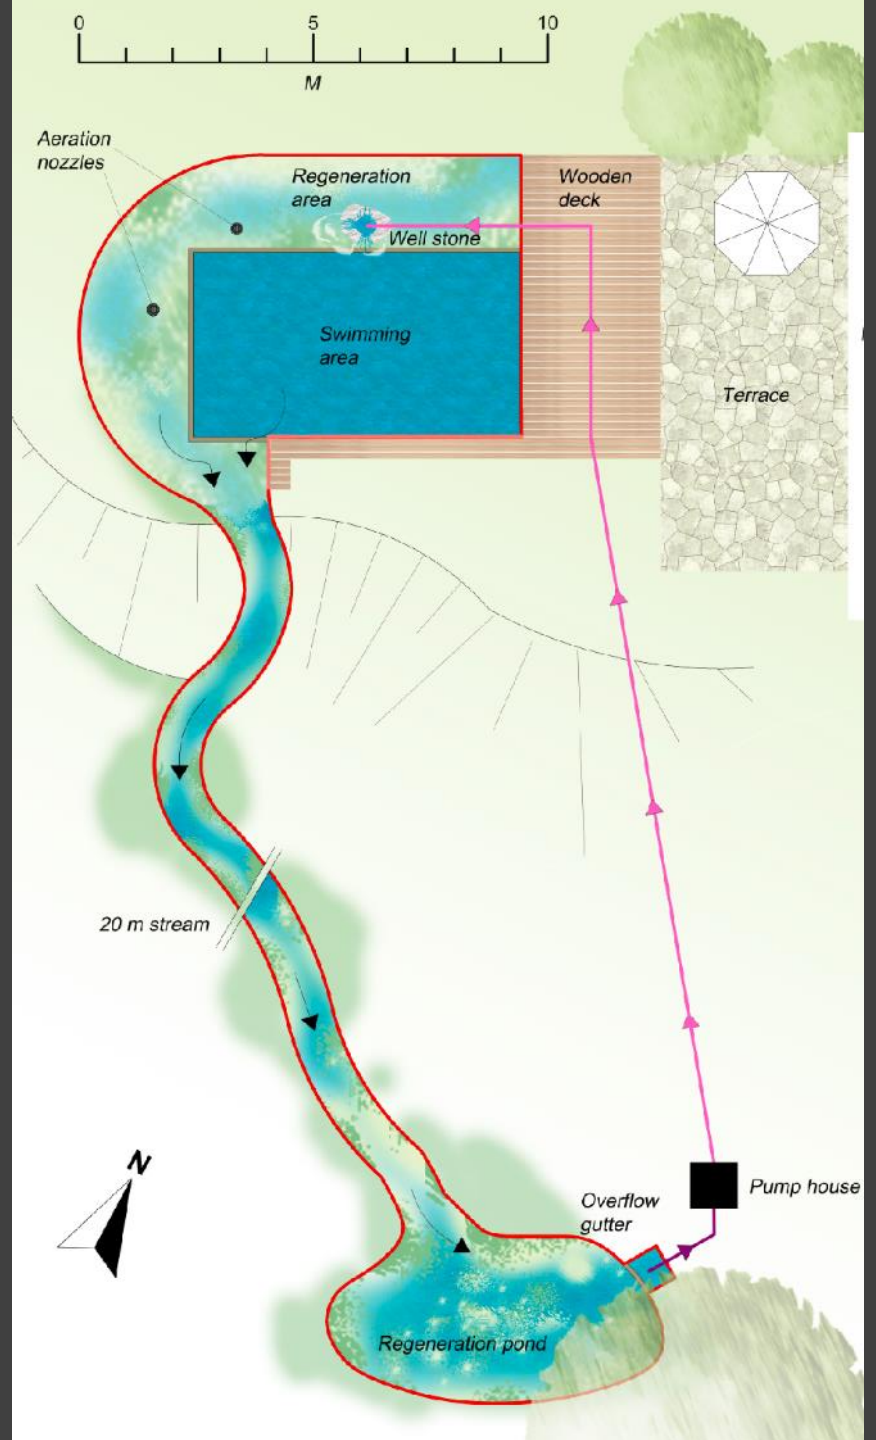 0 5 10
M
Aeration
nozzles
Regeneration
area
Wooden
deck
Well stone
Swimming
area
Terrace
20 m stream
N
Pump house
Overflow
gutter
Regeneration pond